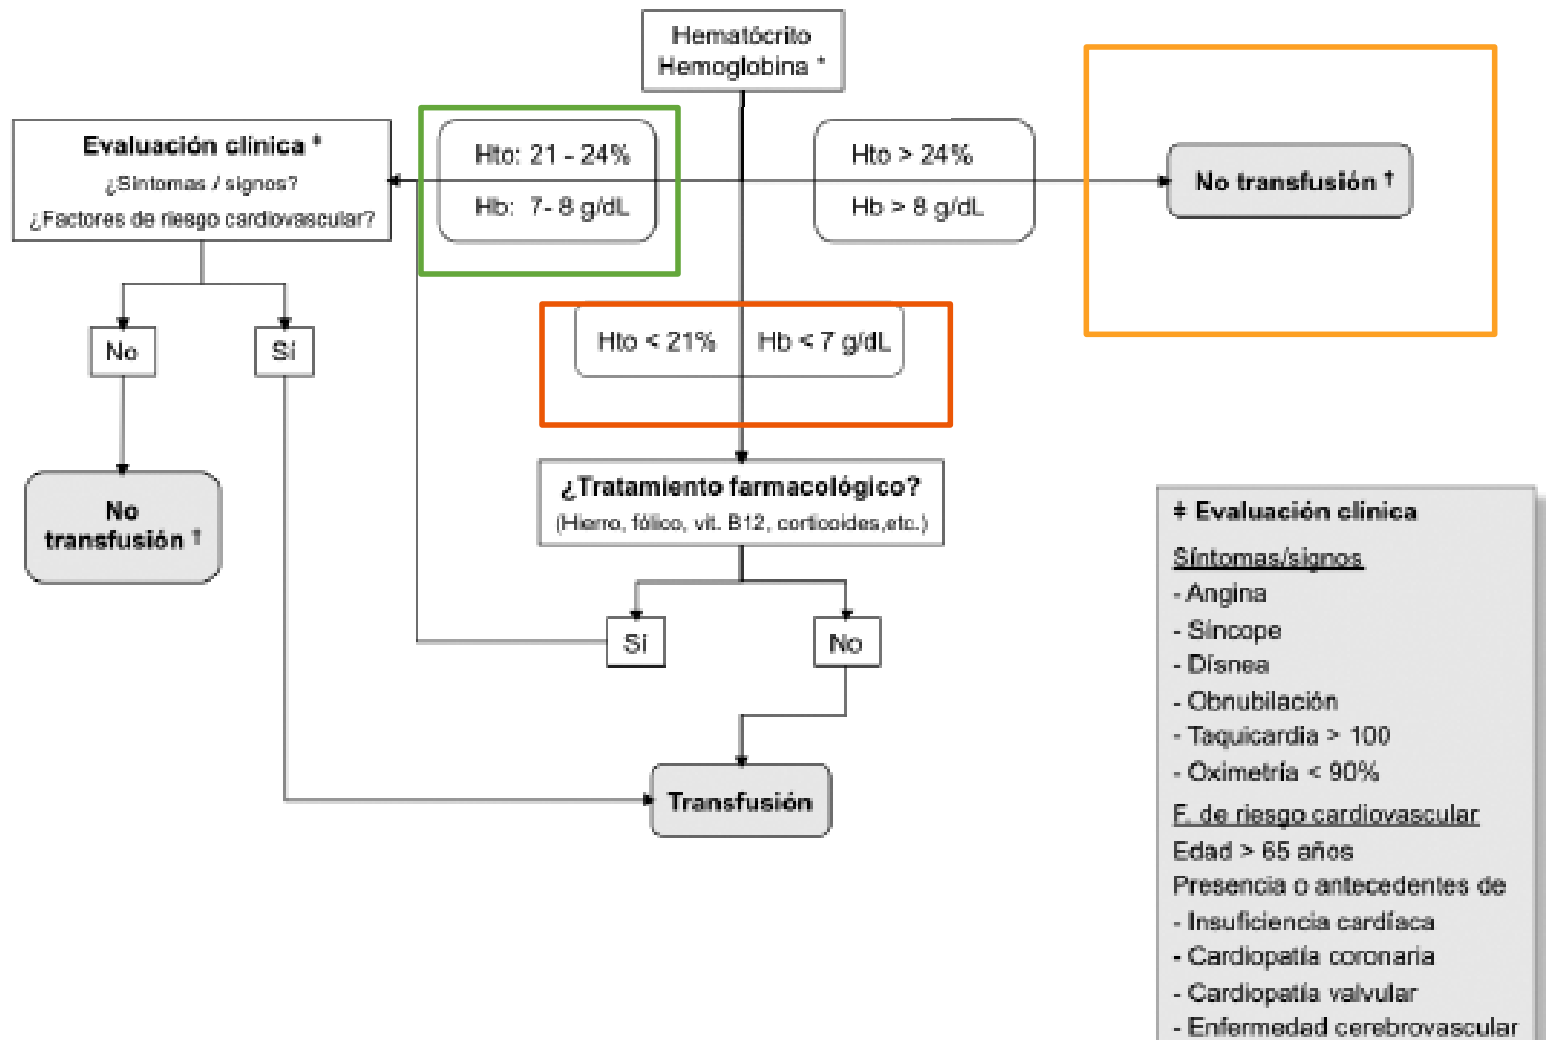 Hematócrito
Hemoglobina *
Evaluación clínica ‡
¿Síntomas / signos?
¿Factores de riesgo cardiovascular?
Hto: 21 - 24%
Hb: 7- 8 g/dL
Hto > 24%
Hb > 8 g/dL
No transfusión †
Hto < 21%
Hb < 7 g/dL
No
Sí
No
transfusión †
¿Tratamiento farmacológico?
(Hierro, fólico, vit. B12, corticoides,etc.)
Sí
No
Transfusión
‡ Evaluación clínica
Síntomas/signos
- Angina
- Síncope
- Disnea
- Obnubilación
- Taquicardia > 100
- Oximetría < 90%
F. de riesgo cardiovascular
Edad > 65 años
Presencia o antecedentes de
- Insuficiencia cardíaca
- Cardiopatía coronaria
- Cardiopatía valvular
- Enfermedad cerebrovascular